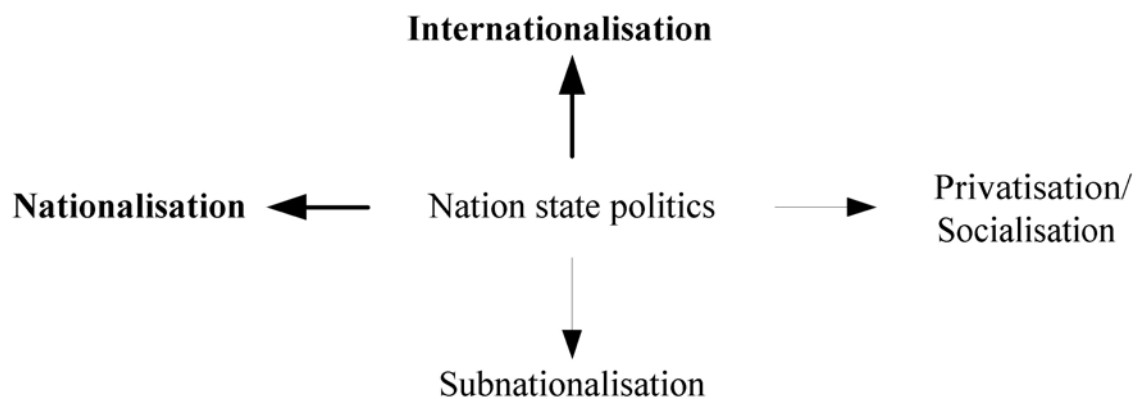 Internationalisation
Nationalisation
Nation state politics
Privatisation/
Socialisation
Subnationalisation